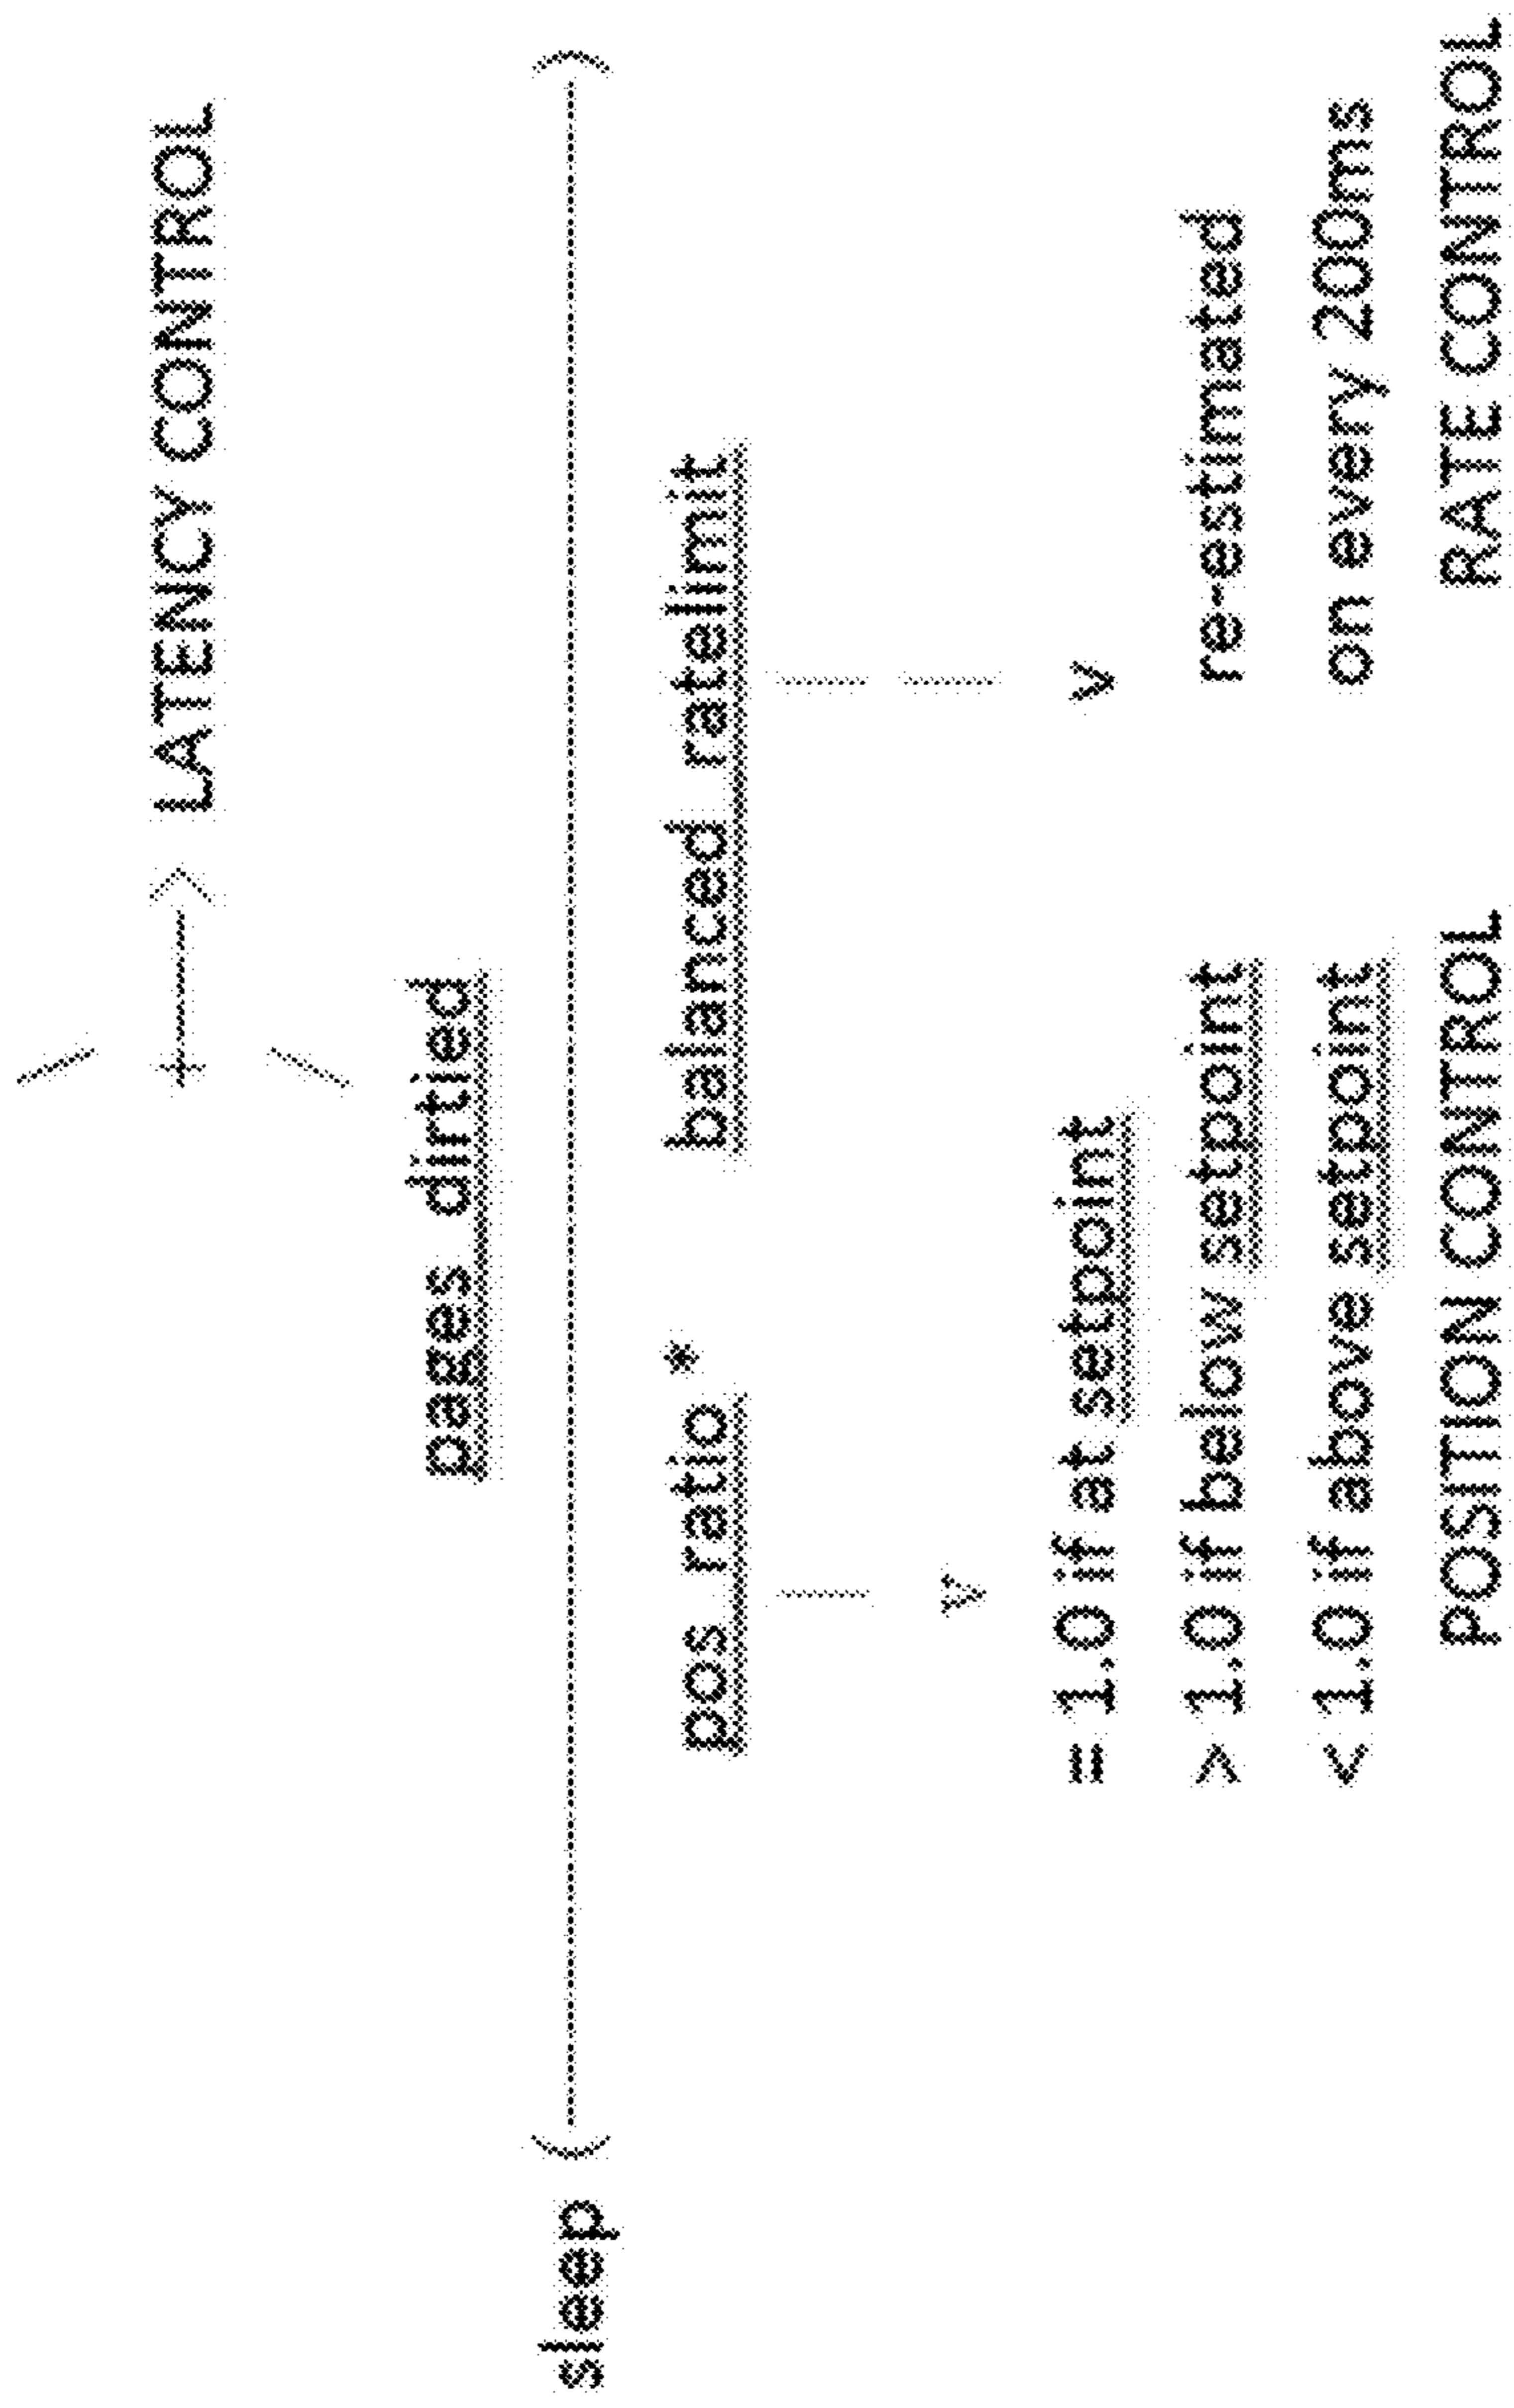 LATENCY CONTROL
pages_dirtied
sleep ( )
pos_ratio * balanced_ratelimit
= 1.0 if at setpoint
> 1.0 if below setpoint re-estimated
< 1.0 if above setpoint on every 200ms
POSITION CONTROL RATE CONTROL